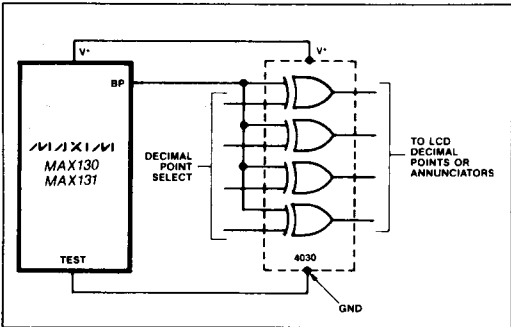 V+
V+
BP
MAXIM
MAX130
MAX131
DECIMAL
POINT
SELECT
TO LCD
DECIMAL
POINTS OR
ANNUNCIATORS
TEST
4030
GND